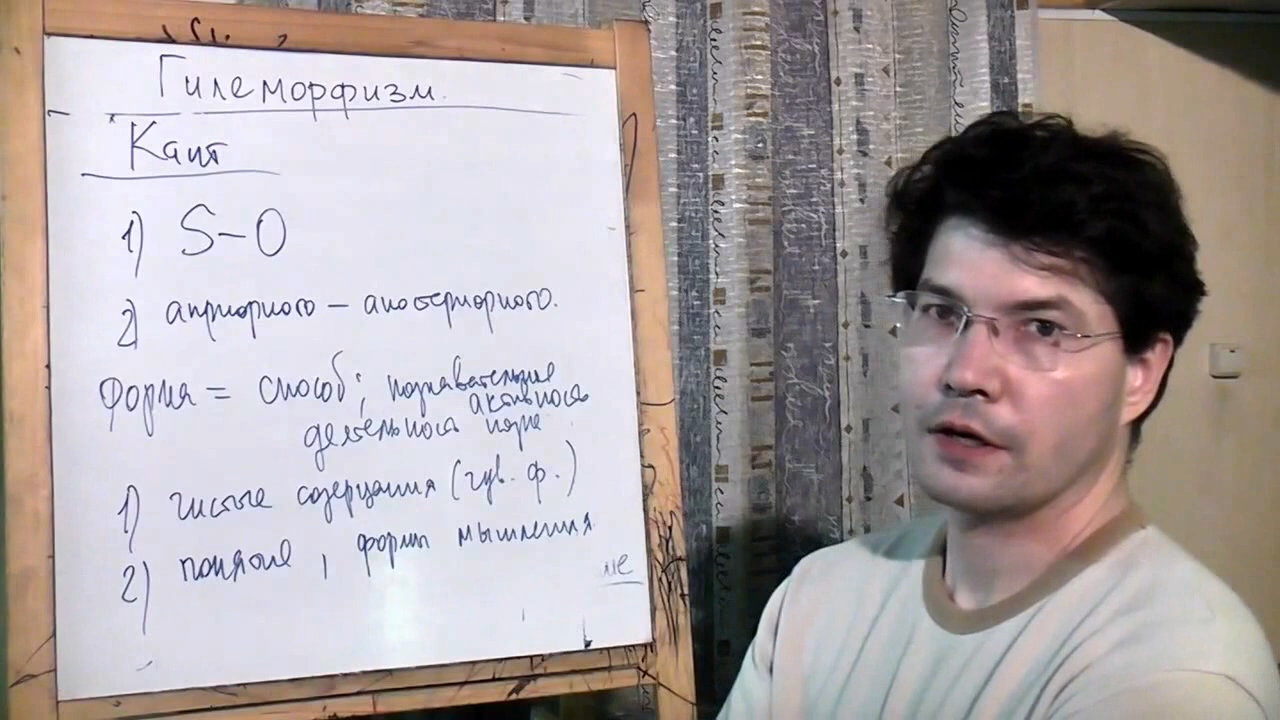 Гилеморфизм.
Кант
1) S-O
2) априорного – апостериорного.
Форма = способ; познавательная
активность
деятельность позн.
1) чистые созерцания (чув. ф.)
2) понятие, формы мышления